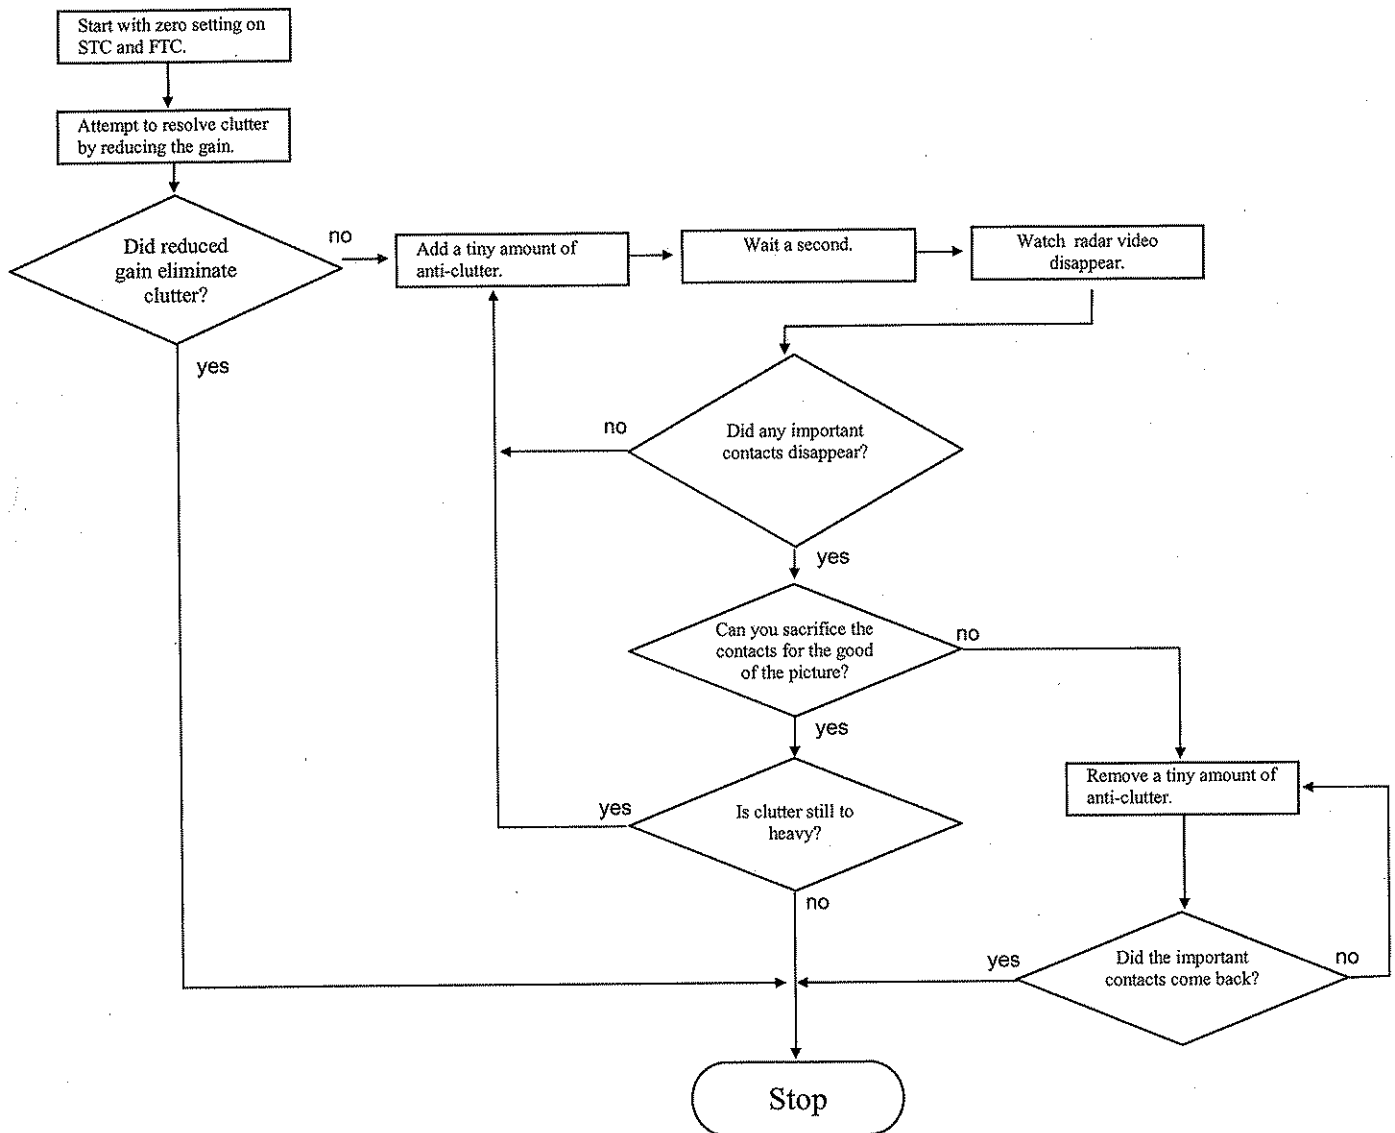 Start with zero setting on
STC and FTC.
Attempt to resolve clutter
by reducing the gain.
Did reduced
gain eliminate
clutter?
no
yes
Add a tiny amount of
anti-clutter.
Wait a second.
Watch radar video
disappear.
Did any important
contacts disappear?
no
yes
Can you sacrifice the
contacts for the good
of the picture?
no
yes
Is clutter still to
heavy?
yes
no
Remove a tiny amount of
anti-clutter.
Did the important
contacts come back?
yes
no
Stop